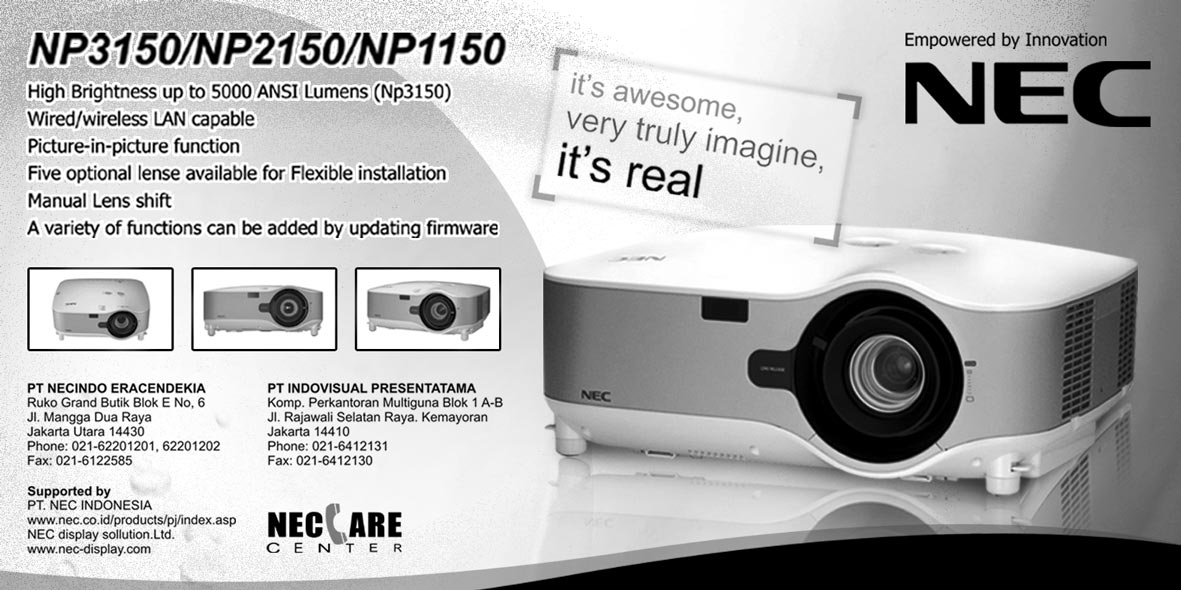 NP3150/NP2150/NP1150
High Brightness up to 5000 ANSI Lumens (Np3150)
Wired/wireless LAN capable
Picture-in-picture function
Five optional lense available for Flexible installation
Manual Lens shift
A variety of functions can be added by updating firmware
it's awesome,
very truly imagine,
it's real
Empowered by Innovation
NEC
NEC
NEC
LENS RELEASE
PT NECINDO ERACENDEKIA
Ruko Grand Butik Blok E No, 6
Jl. Mangga Dua Raya
Jakarta Utara 14430
Phone: 021-62201201, 62201202
Fax: 021-6122585
PT INDOVISUAL PRESENTATAMA
Komp. Perkantoran Multiguna Blok 1 A-B
Jl. Rajawali Selatan Raya. Kemayoran
Jakarta 14410
Phone: 021-6412131
Fax: 021-6412130
Supported by
PT. NEC INDONESIA
www.nec.co.id/products/pj/index.asp
NEC display sollution.Ltd.
www.nec-display.com
NEC CARE
CENTER